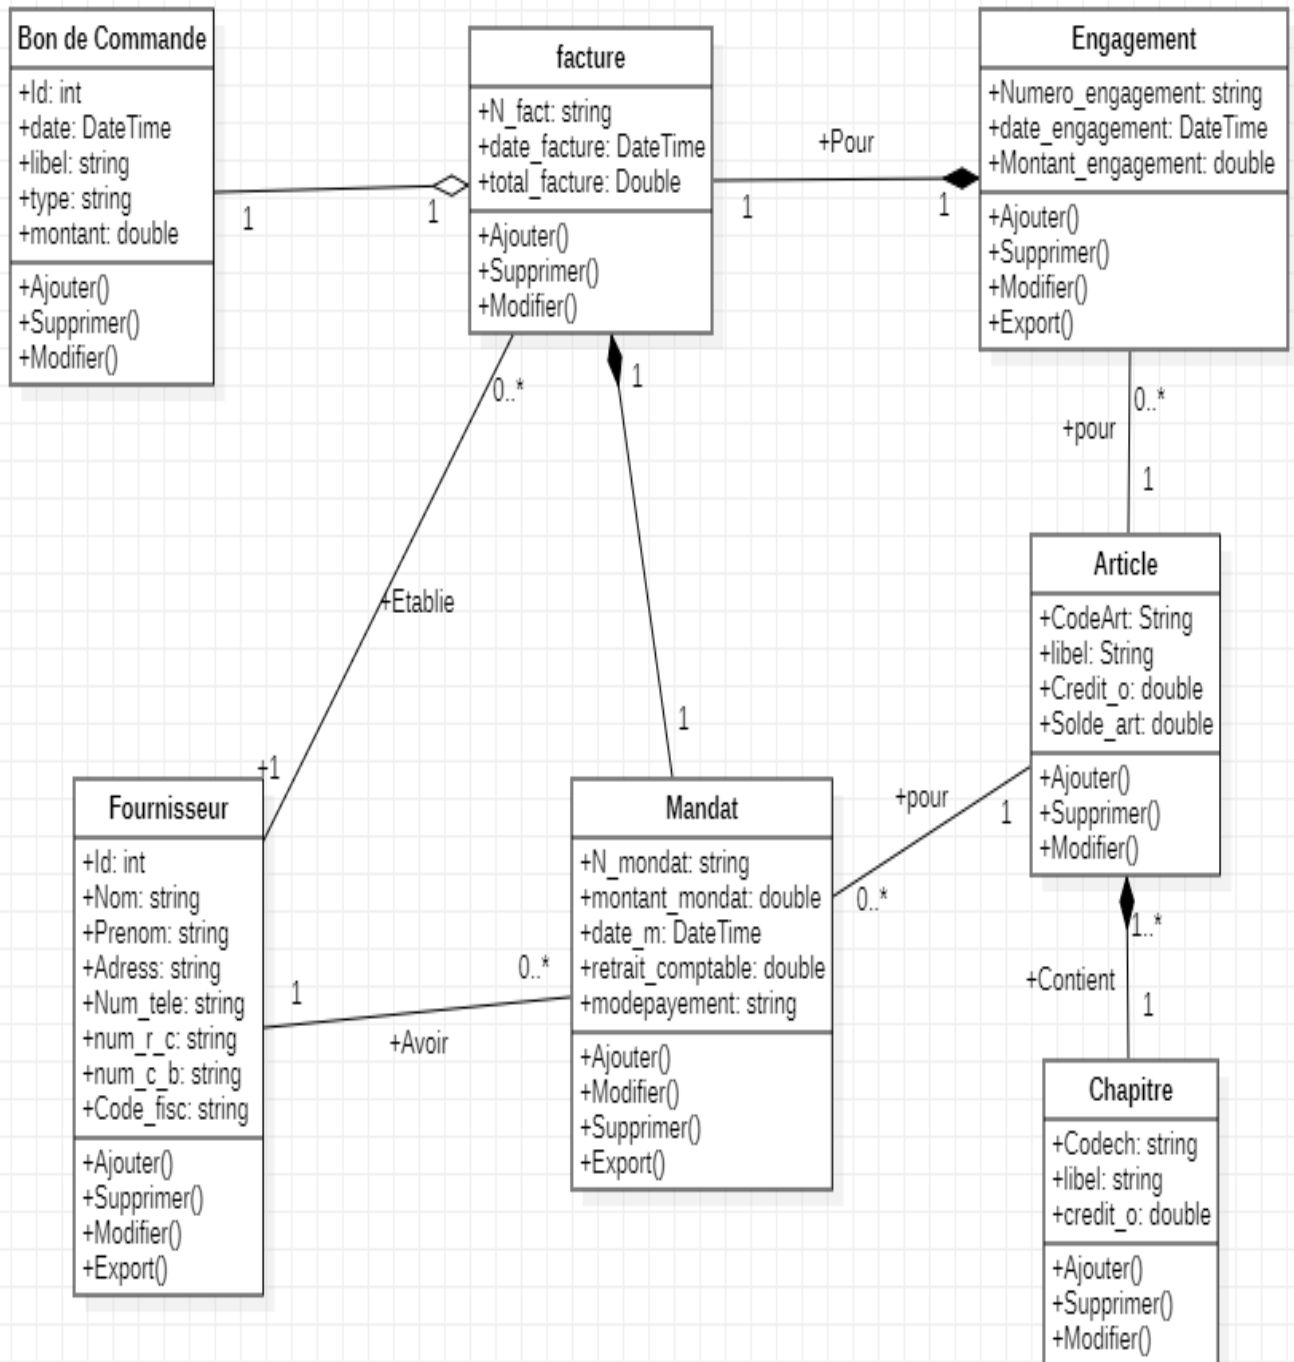 Bon de Commande
+Id: int
+date: DateTime
+libel: string
+type: string
+montant: double
+Ajouter()
+Supprimer()
+Modifier()
1
1
facture
+N_fact: string
+date_facture: DateTime
+total_facture: Double
+Ajouter()
+Supprimer()
+Modifier()
+Pour
1
1
Engagement
+Numero_engagement: string
+date_engagement: DateTime
+Montant_engagement: double
+Ajouter()
+Supprimer()
+Modifier()
+Export()
0..*
1
0..*
+pour
1
+Etablie
+1
1
Article
+CodeArt: String
+libel: String
+Credit_o: double
+Solde_art: double
+Ajouter()
+Supprimer()
+Modifier()
Fournisseur
+Id: int
+Nom: string
+Prenom: string
+Adress: string
+Num_tele: string
+num_r_c: string
+num_c_b: string
+Code_fisc: string
+Ajouter()
+Supprimer()
+Modifier()
+Export()
1
0..*
+Avoir
Mandat
+N_mondat: string
+montant_mondat: double
+date_m: DateTime
+retrait_comptable: double
+modepayement: string
+Ajouter()
+Modifier()
+Supprimer()
+Export()
+pour
1
0..*
1..*
+Contient
1
Chapitre
+Codech: string
+libel: string
+credit_o: double
+Ajouter()
+Supprimer()
+Modifier()